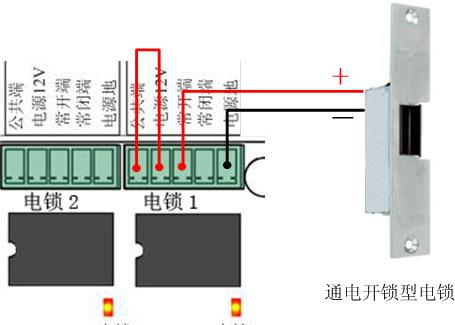 公共端
电源12V
常开端
常闭端
电源地
公共端
电源12V
常开端
常闭端
电源地
+
—
电锁 2
电锁 1
通电开锁型电锁